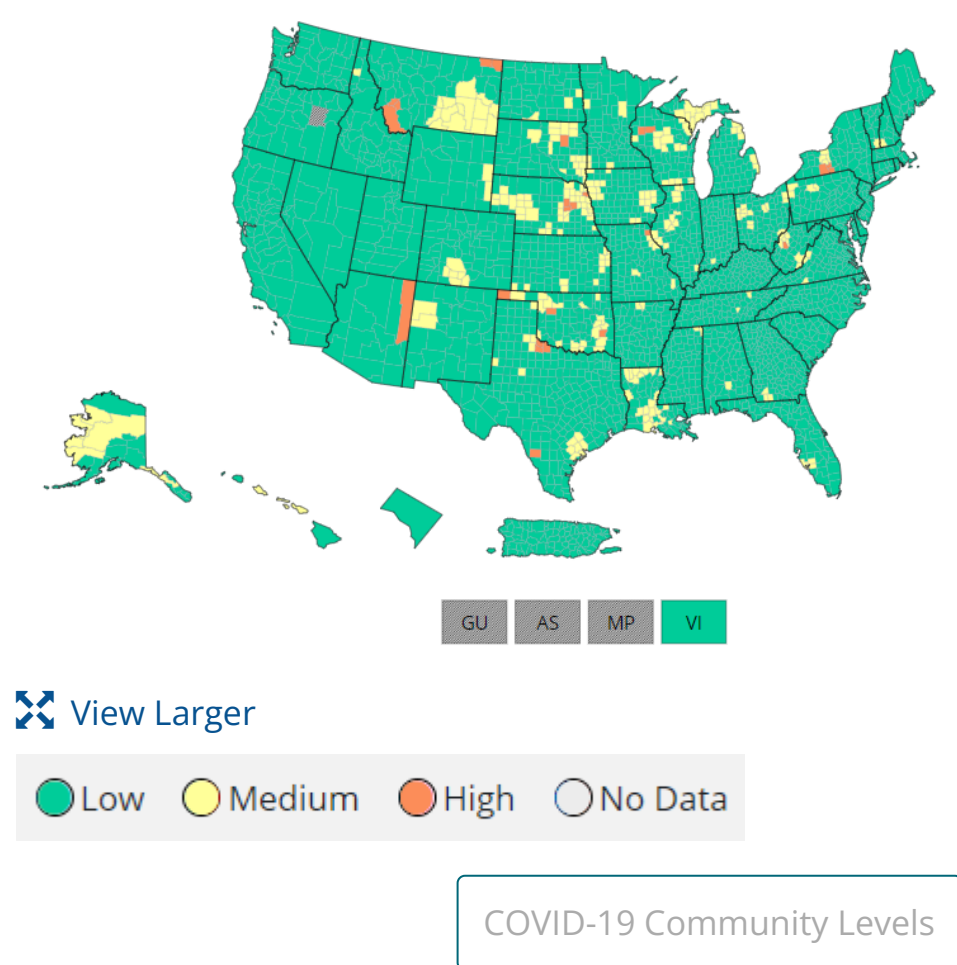 GU AS MP VI
View Larger
Low Medium High No Data
COVID-19 Community Levels